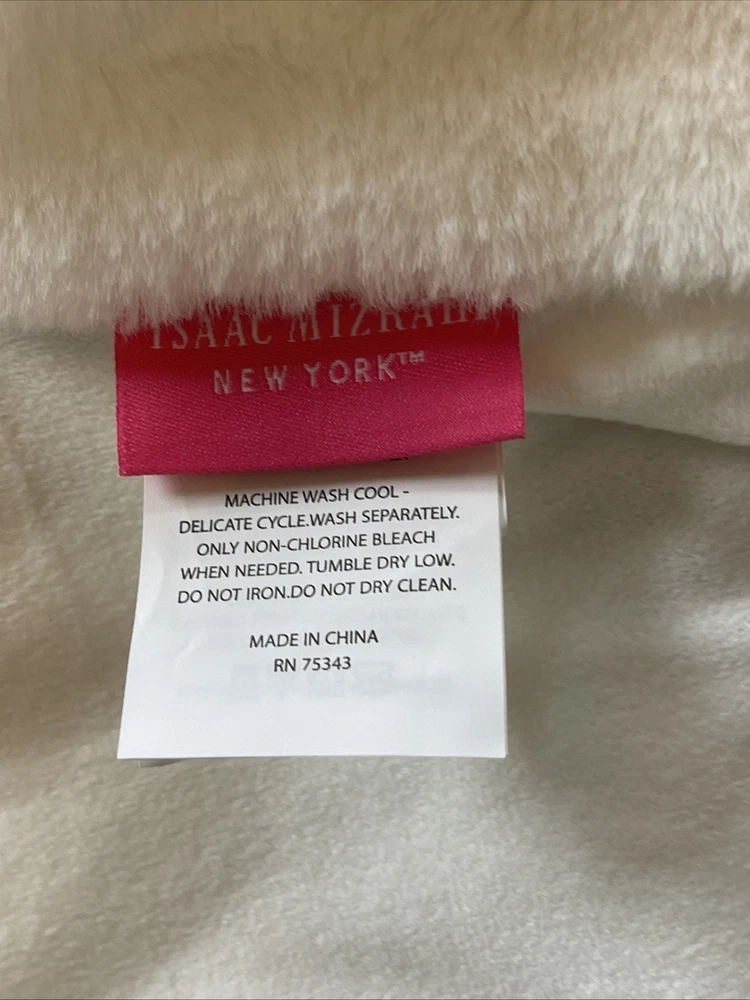 ISAAC MIZRAHI
NEW YORK™
MACHINE WASH COOL -
DELICATE CYCLE.WASH SEPARATELY.
ONLY NON-CHLORINE BLEACH
WHEN NEEDED. TUMBLE DRY LOW.
DO NOT IRON.DO NOT DRY CLEAN.
MADE IN CHINA
RN 75343